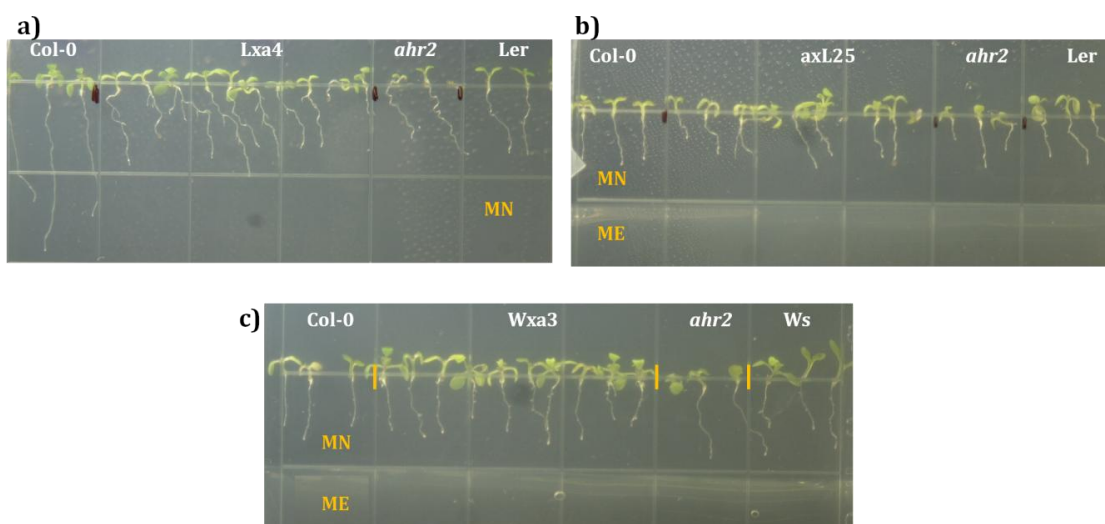 a)
Col-0 Lxa4 ahr2 Ler
MN
b)
Col-0 axL25 ahr2 Ler
MN
ME
c)
Col-0 Wxa3 ahr2 Ws
MN
ME